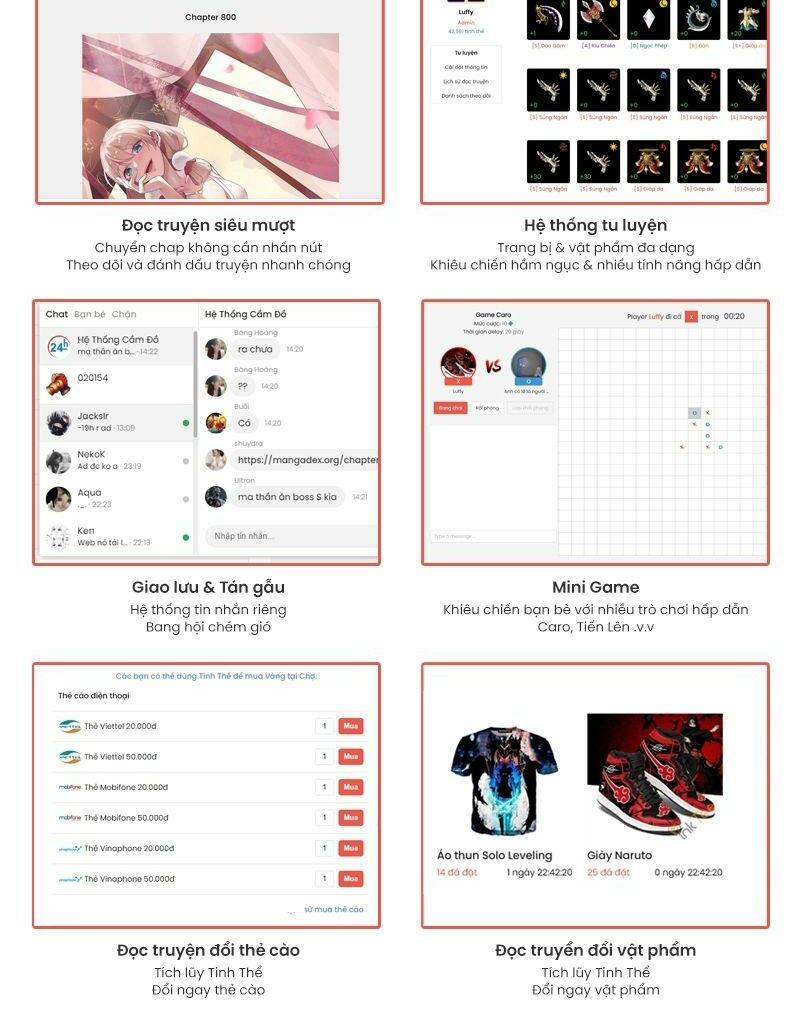 Chapter 800
Đọc truyện siêu mượt
Chuyển chap không cần nhấn nút
Theo dõi và đánh dấu truyện nhanh chóng
Luffy
Admin
42,591 tinh thể
Tu luyện
Cài đặt thông tin
Lịch sử đọc truyện
Danh sách theo dõi
+1
+0
+0
+0
+20
[S] Dao Găm
[A] Rìu Chiến
[D] Ngọc Phép
[B] Đàn
[S+] Giáp da
+0
+0
+0
+0
+0
[S] Súng Ngắn
[S] Súng Ngắn
[S] Súng Ngắn
[S] Súng Ngắn
[S] Súng Ngắn
+30
+30
+0
+0
+0
[S] Súng Ngắn
[S] Súng Ngắn
[S] Giáp da
[S] Giáp da
[S] Giáp da
Hệ thống tu luyện
Trang bị & vật phẩm đa dạng
Khiêu chiến hầm ngục & nhiều tính năng hấp dẫn
Chat Bạn bè Chặn
24h
Hệ Thống Cầm Đồ
ma thần ăn b... · 14:22
020154
Jackslr
-19h r ad · 13:09
NekoK
Ad đc ko a · 23:19
Aqua
._. · 22:23
Web nó tải l... · 22:13
Hệ Thống Cầm Đồ
Băng Hoàng
ra chưa 14:20
Băng Hoàng
?? 14:20
Buồi
Có 14:20
shuydra
https://mangadex.org/chapter
Ultron
ma thần ăn boss S kìa 14:21
Nhập tin nhắn...
Giao lưu & Tán gẫu
Hệ thống tin nhắn riêng
Bang hội chém gió
Game Caro
Mức cược: 10
Thời gian delay: 20 giây
Player Luffy đi cờ X trong 00:20
VS
X
O
Luffy
Anh có lẽ là người ...
Đang chơi
Rời phòng
Type a message...
Mini Game
Khiêu chiến bạn bè với nhiều trò chơi hấp dẫn
Caro, Tiến Lên .v.v
Các bạn có thể dùng Tinh Thể để mua Vàng tại Chợ.
Thẻ cáo điện thoại
Thẻ Viettel 20.000đ 1 Mua
Thẻ Viettel 50.000đ 1 Mua
mobifone Thẻ Mobifone 20.000đ 1 Mua
mobifone Thẻ Mobifone 50.000đ 1 Mua
vinaphone Thẻ Vinaphone 20.000đ 1 Mua
vinaphone Thẻ Vinaphone 50.000đ 1 Mua
sử mua thẻ cáo
Đọc truyện đổi thẻ cào
Tích lũy Tinh Thể
Đổi ngay thẻ cào
Áo thun Solo Leveling
14 đã đặt 1 ngày 22:42:20
Giày Naruto
25 đã đặt 0 ngày 22:42:20
Đọc truyển đổi vật phẩm
Tích lũy Tinh Thể
Đổi ngay vật phẩm